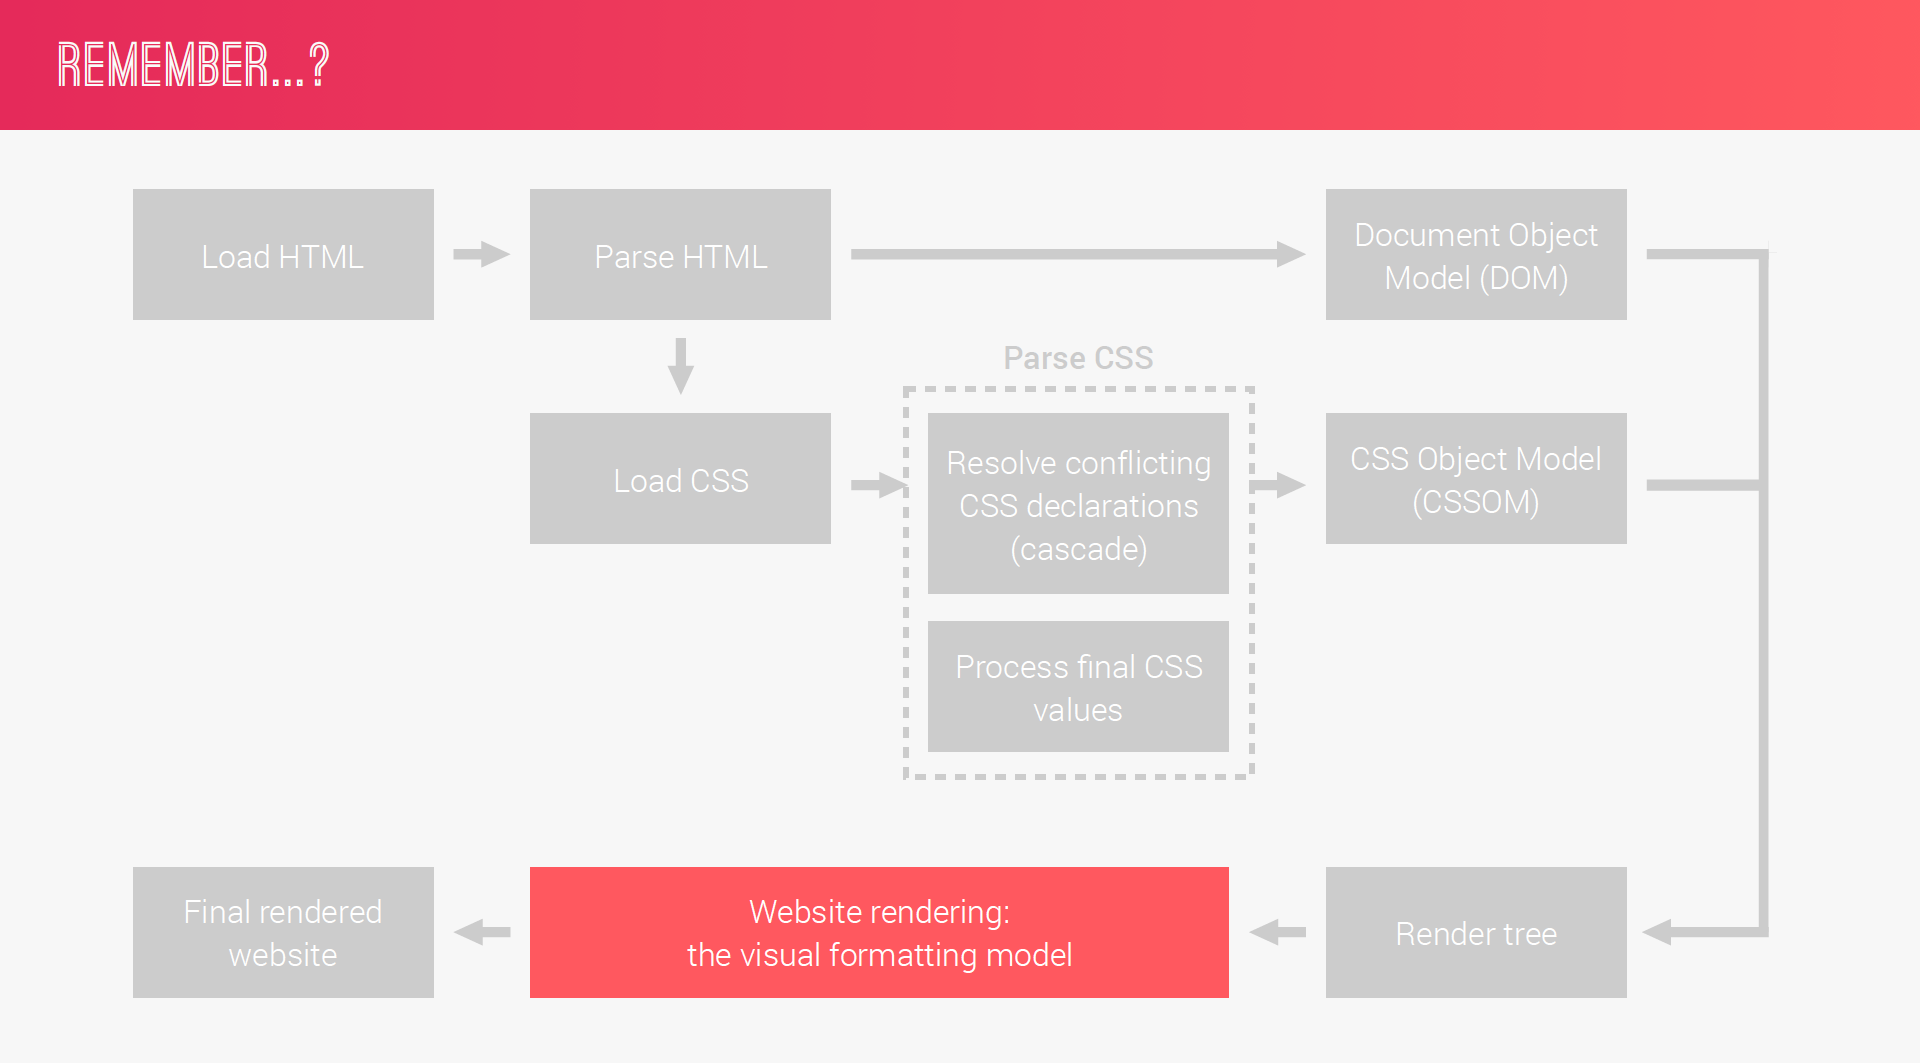 REMEMBER...?
Load HTML
Parse HTML
Document Object
Model (DOM)
Parse CSS
Load CSS
Resolve conflicting
CSS declarations
(cascade)
CSS Object Model
(CSSOM)
Process final CSS
values
Final rendered
website
Website rendering:
the visual formatting model
Render tree